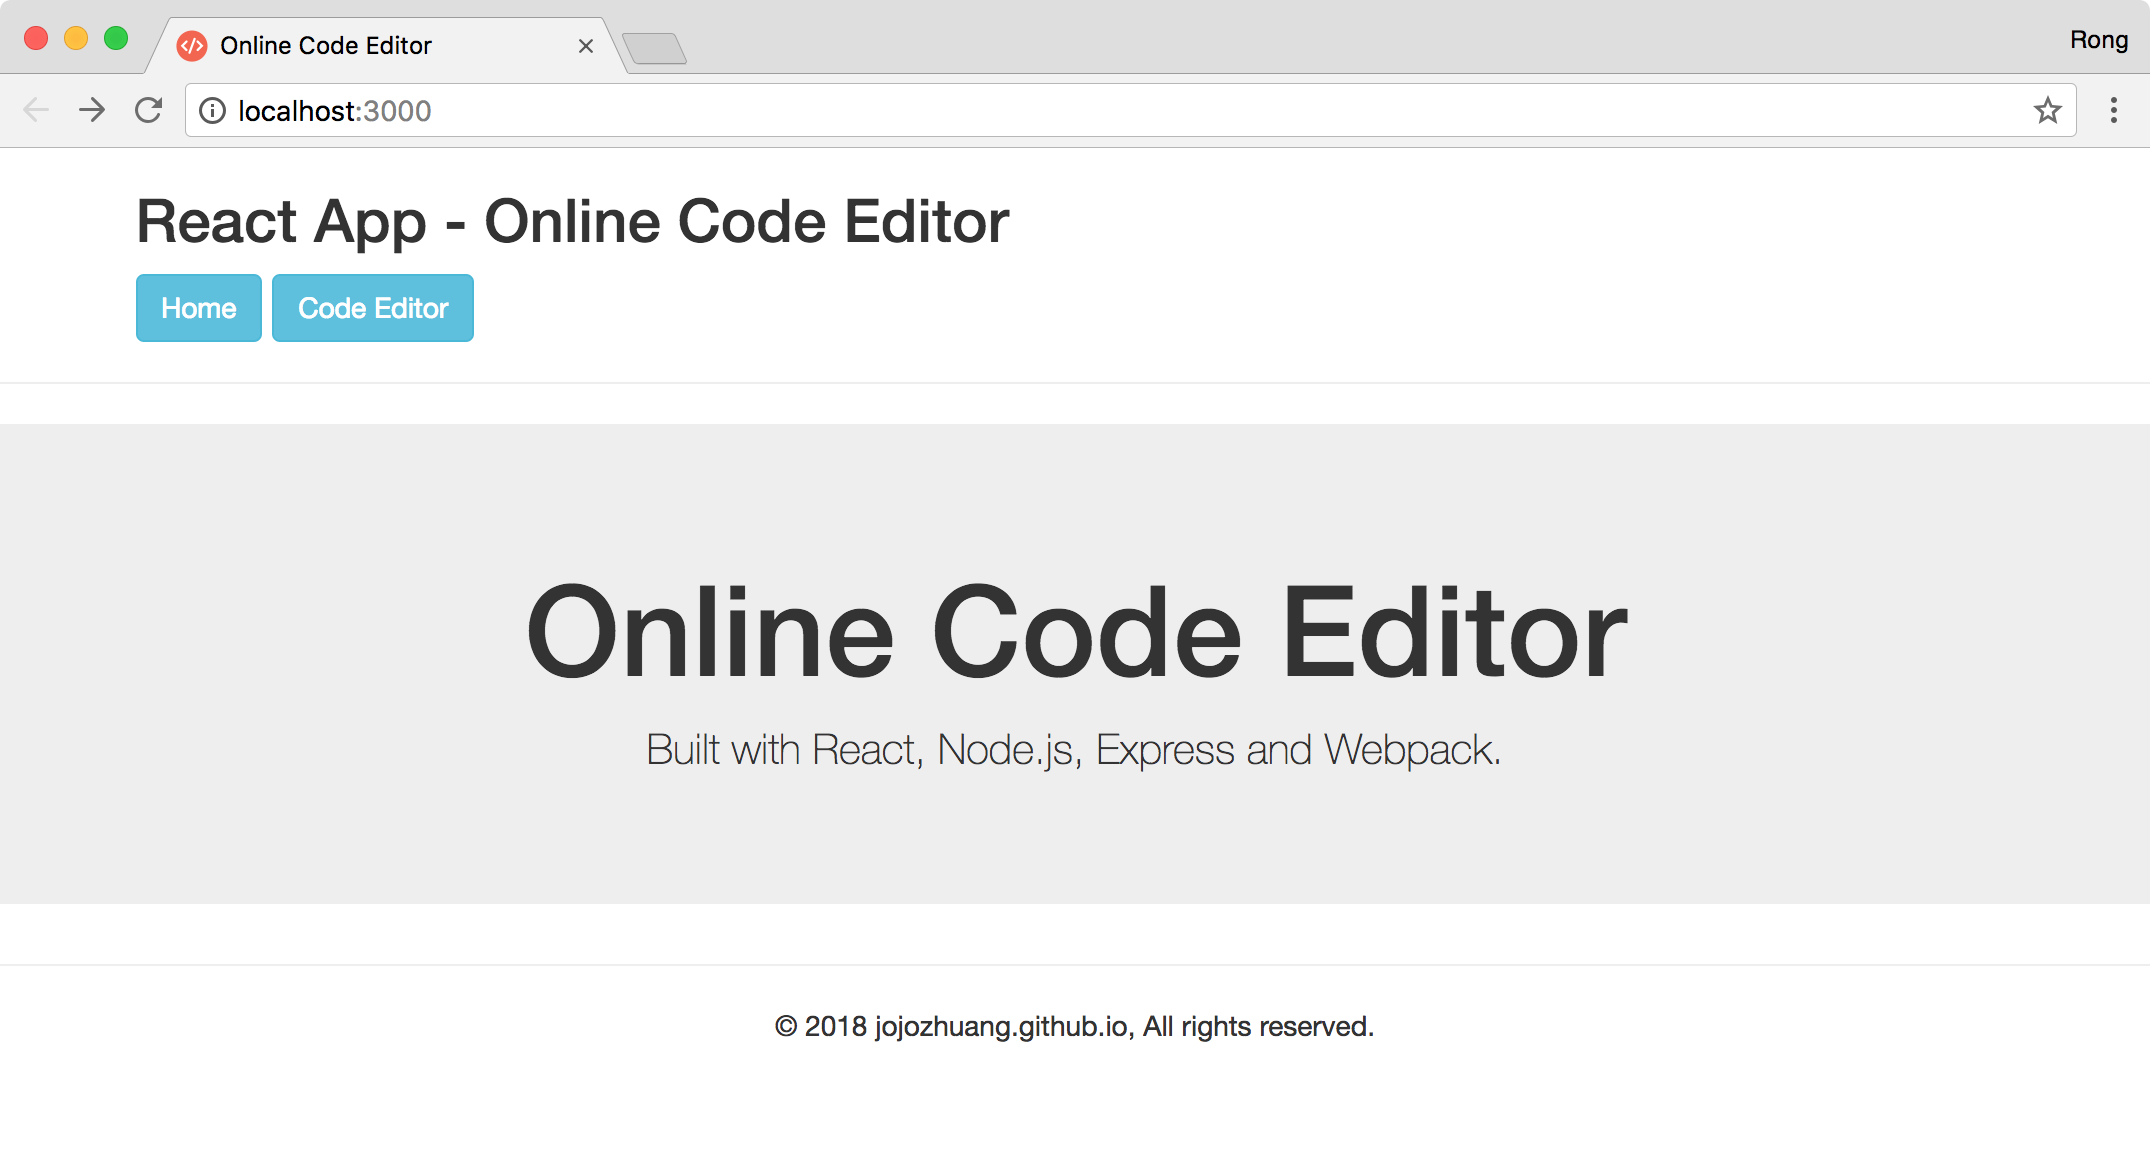 Online Code Editor
Rong
localhost:3000
React App - Online Code Editor
Home
Code Editor
Online Code Editor
Built with React, Node.js, Express and Webpack.
© 2018 jojozhuang.github.io, All rights reserved.